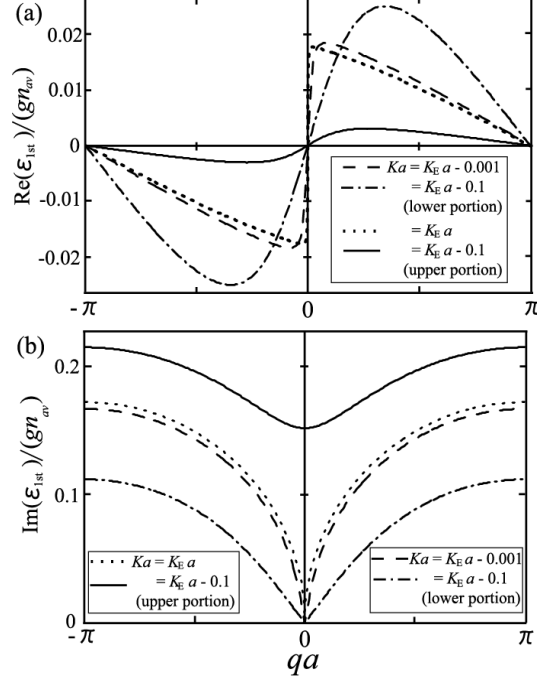 (a)
0.02
0.01
0
-0.01
-0.02
Re(ε1st)/(gnav)
Ka = KE a - 0.001
= KE a - 0.1
(lower portion)
= KE a
= KE a - 0.1
(upper portion)
-π
0
π
(b)
0.2
0.1
0
Im(ε1st)/(gnav)
Ka = KE a
= KE a - 0.1
(upper portion)
Ka = KE a - 0.001
= KE a - 0.1
(lower portion)
-π
0
π
qa